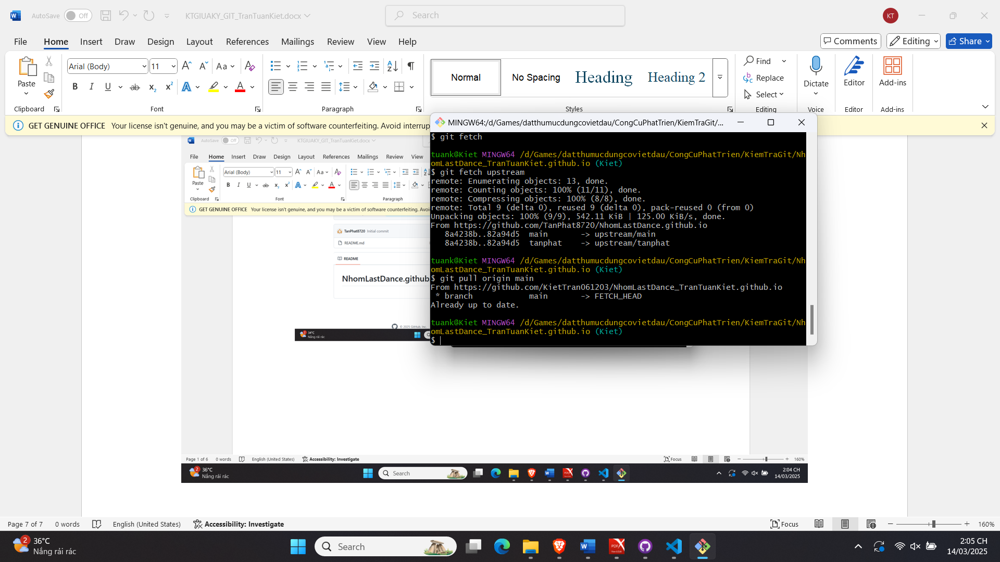 AutoSave Off KTGIUAKY_GIT_TranTuanKiet.docx Search KT
File Home Insert Draw Design Layout References Mailings Review View Help Comments Editing Share
Paste Arial (Body) 11 Aa Normal No Spacing Heading Heading 2 Find Replace Select Dictate Editor Add-ins
Clipboard Font Paragraph Styles Editing Voice Editor Add-ins
GET GENUINE OFFICE Your license isn't genuine, and you may be a victim of software counterfeiting. Avoid interrup
MINGW64:/d/Games/datthumucdungcovietdau/CongCuPhatTrien/KiemTraGit/...
$ git fetch
tuank@Kiet MINGW64 /d/Games/datthumucdungcovietdau/CongCuPhatTrien/KiemTraGit/Nh
omLastDance_TranTuanKiet.github.io (Kiet)
$ git fetch upstream
remote: Enumerating objects: 13, done.
remote: Counting objects: 100% (11/11), done.
remote: Compressing objects: 100% (8/8), done.
remote: Total 9 (delta 0), reused 9 (delta 0), pack-reused 0 (from 0)
Unpacking objects: 100% (9/9), 542.11 KiB | 125.00 KiB/s, done.
From https://github.com/TanPhat8720/NhomLastDance.github.io
8a4238b..82a94d5 main -> upstream/main
8a4238b..82a94d5 tanphat -> upstream/tanphat
tuank@Kiet MINGW64 /d/Games/datthumucdungcovietdau/CongCuPhatTrien/KiemTraGit/Nh
omLastDance_TranTuanKiet.github.io (Kiet)
$ git pull origin main
From https://github.com/KietTran061203/NhomLastDance_TranTuanKiet.github.io
* branch main -> FETCH_HEAD
Already up to date.
tuank@Kiet MINGW64 /d/Games/datthumucdungcovietdau/CongCuPhatTrien/KiemTraGit/Nh
omLastDance_TranTuanKiet.github.io (Kiet)
$
AutoSave Off KTGIUAKY_GIT_TranTuanKiet.docx
File Home Insert Draw Design Layout References Mailings Review View
Paste Arial (Body) 11 Aa
Clipboard Font Paragraph
GET GENUINE OFFICE Your license isn't genuine, and you may be a victim of software counterfeiting. Avoi
TanPhat8720 Initial commit
README.md
README
NhomLastDance.github
© 2025 GitHub, Inc.
34°C
Nắng rải rác
Page 1 of 6 0 words English (United States) Accessibility: Investigate Focus 160%
2 36°C
Nắng rải rác
Search
2:04 CH
14/03/2025
Page 7 of 7 0 words English (United States) Accessibility: Investigate Focus 160%
2 36°C
Nắng rải rác
Search
2:05 CH
14/03/2025